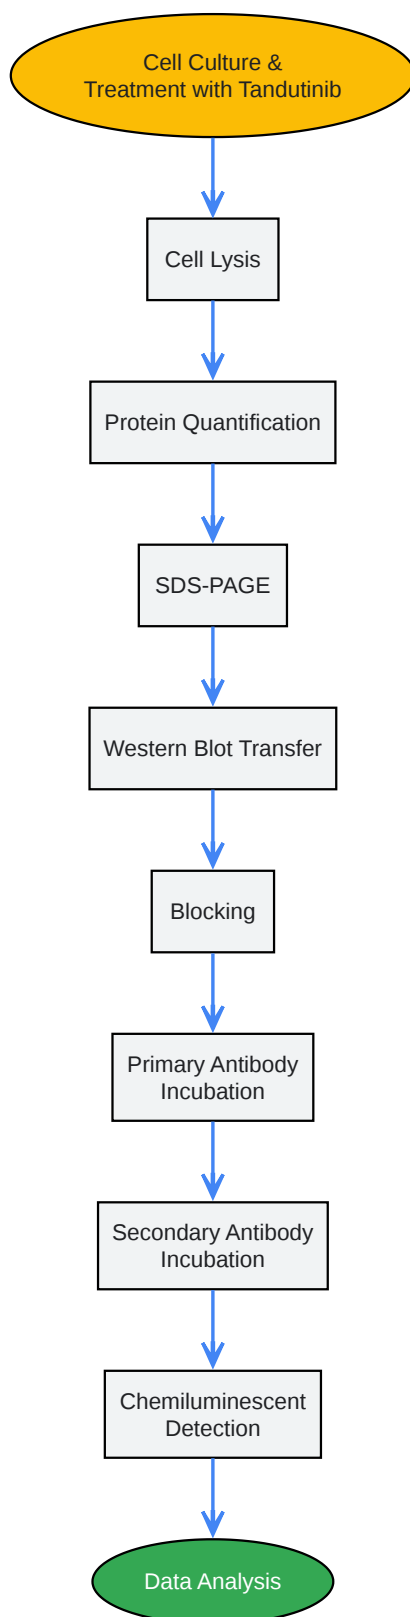 Cell Culture &
Treatment with Tandutinib
Cell Lysis
Protein Quantification
SDS-PAGE
Western Blot Transfer
Blocking
Primary Antibody
Incubation
Secondary Antibody
Incubation
Chemiluminescent
Detection
Data Analysis